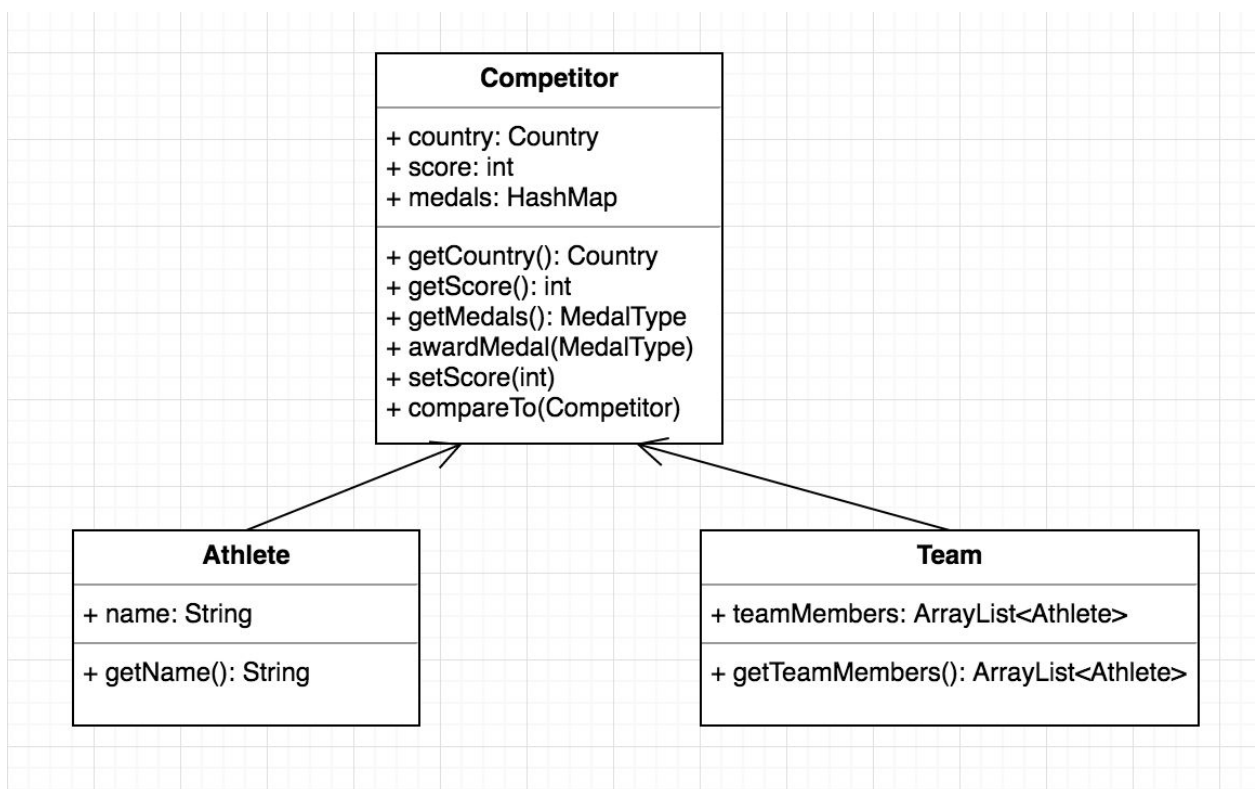 Competitor
+ country: Country
+ score: int
+ medals: HashMap
+ getCountry(): Country
+ getScore(): int
+ getMedals(): MedalType
+ awardMedal(MedalType)
+ setScore(int)
+ compareTo(Competitor)
Athlete
+ name: String
+ getName(): String
Team
+ teamMembers: ArrayList<Athlete>
+ getTeamMembers(): ArrayList<Athlete>